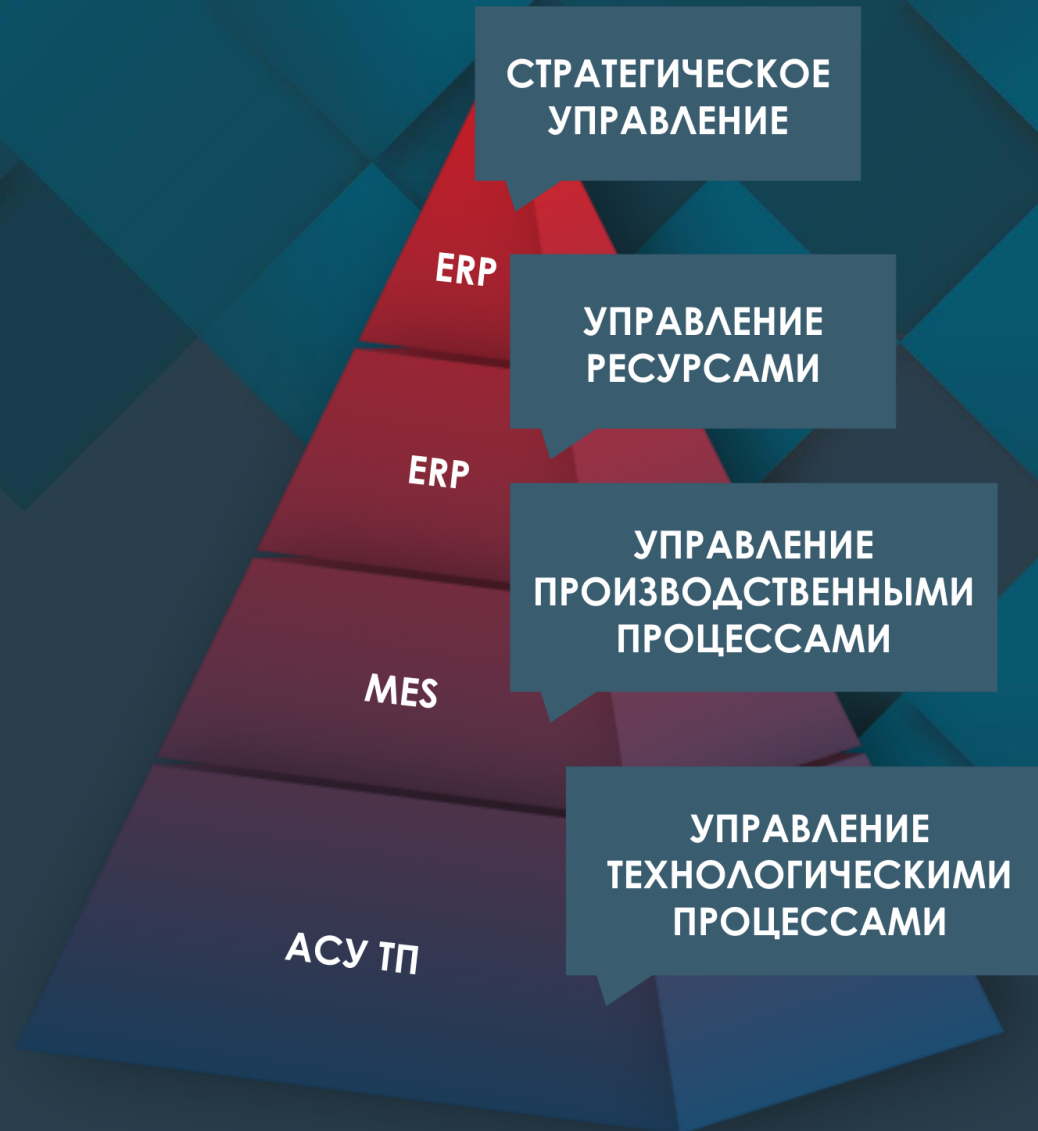 СТРАТЕГИЧЕСКОЕ
УПРАВЛЕНИЕ
ERP
УПРАВЛЕНИЕ
РЕСУРСАМИ
ERP
УПРАВЛЕНИЕ
ПРОИЗВОДСТВЕННЫМИ
ПРОЦЕССАМИ
MES
УПРАВЛЕНИЕ
ТЕХНОЛОГИЧЕСКИМИ
ПРОЦЕССАМИ
АСУ ТП